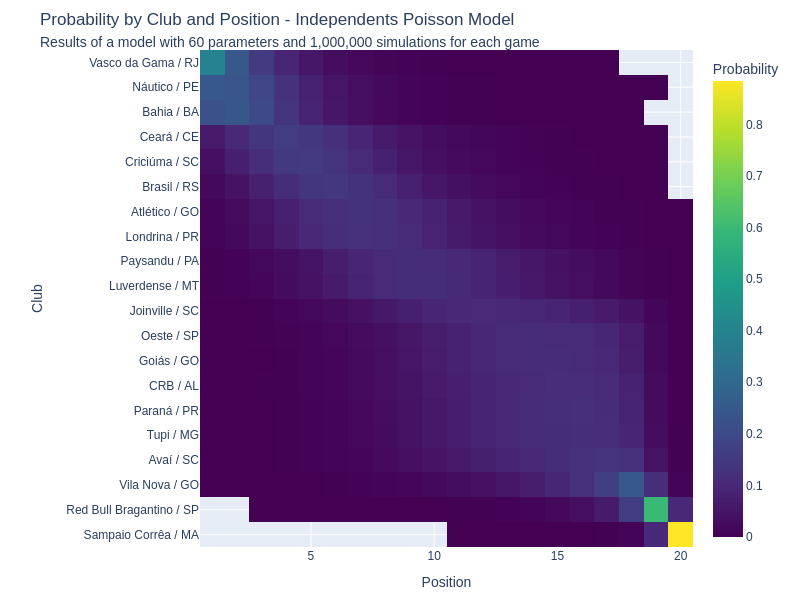 Probability by Club and Position - Independents Poisson Model
Results of a model with 60 parameters and 1,000,000 simulations for each game
Probability
Vasco da Gama / RJ
Náutico / PE
Bahia / BA
Ceará / CE
Criciúma / SC
Brasil / RS
Atlético / GO
Londrina / PR
Paysandu / PA
Luverdense / MT
Joinville / SC
Oeste / SP
Goiás / GO
CRB / AL
Paraná / PR
Tupi / MG
Avaí / SC
Vila Nova / GO
Red Bull Bragantino / SP
Sampaio Corrêa / MA
Club
0.8
0.7
0.6
0.5
0.4
0.3
0.2
0.1
0
5
10
15
20
Position